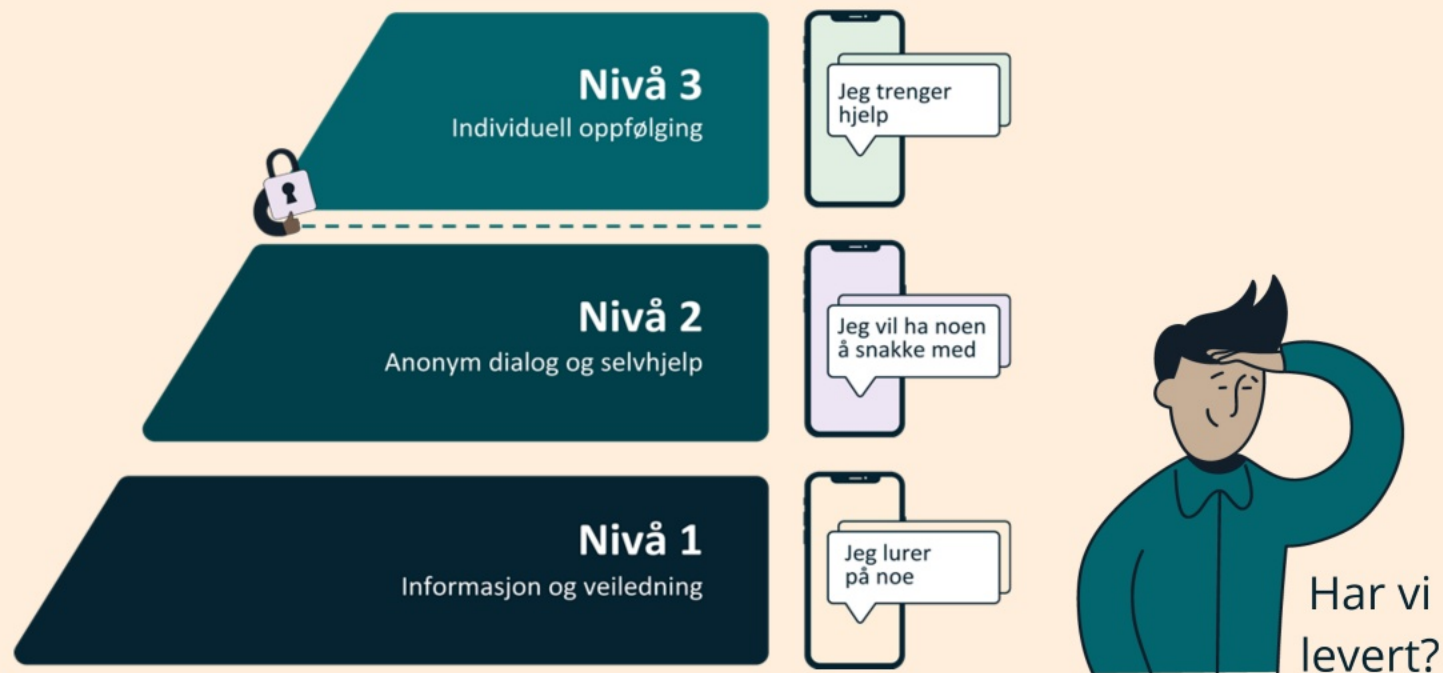 Nivå 3
Individuell oppfølging
Jeg trenger
hjelp
Nivå 2
Anonym dialog og selvhjelp
Jeg vil ha noen
å snakke med
Nivå 1
Informasjon og veiledning
Jeg lurer
på noe
Har vi
levert?